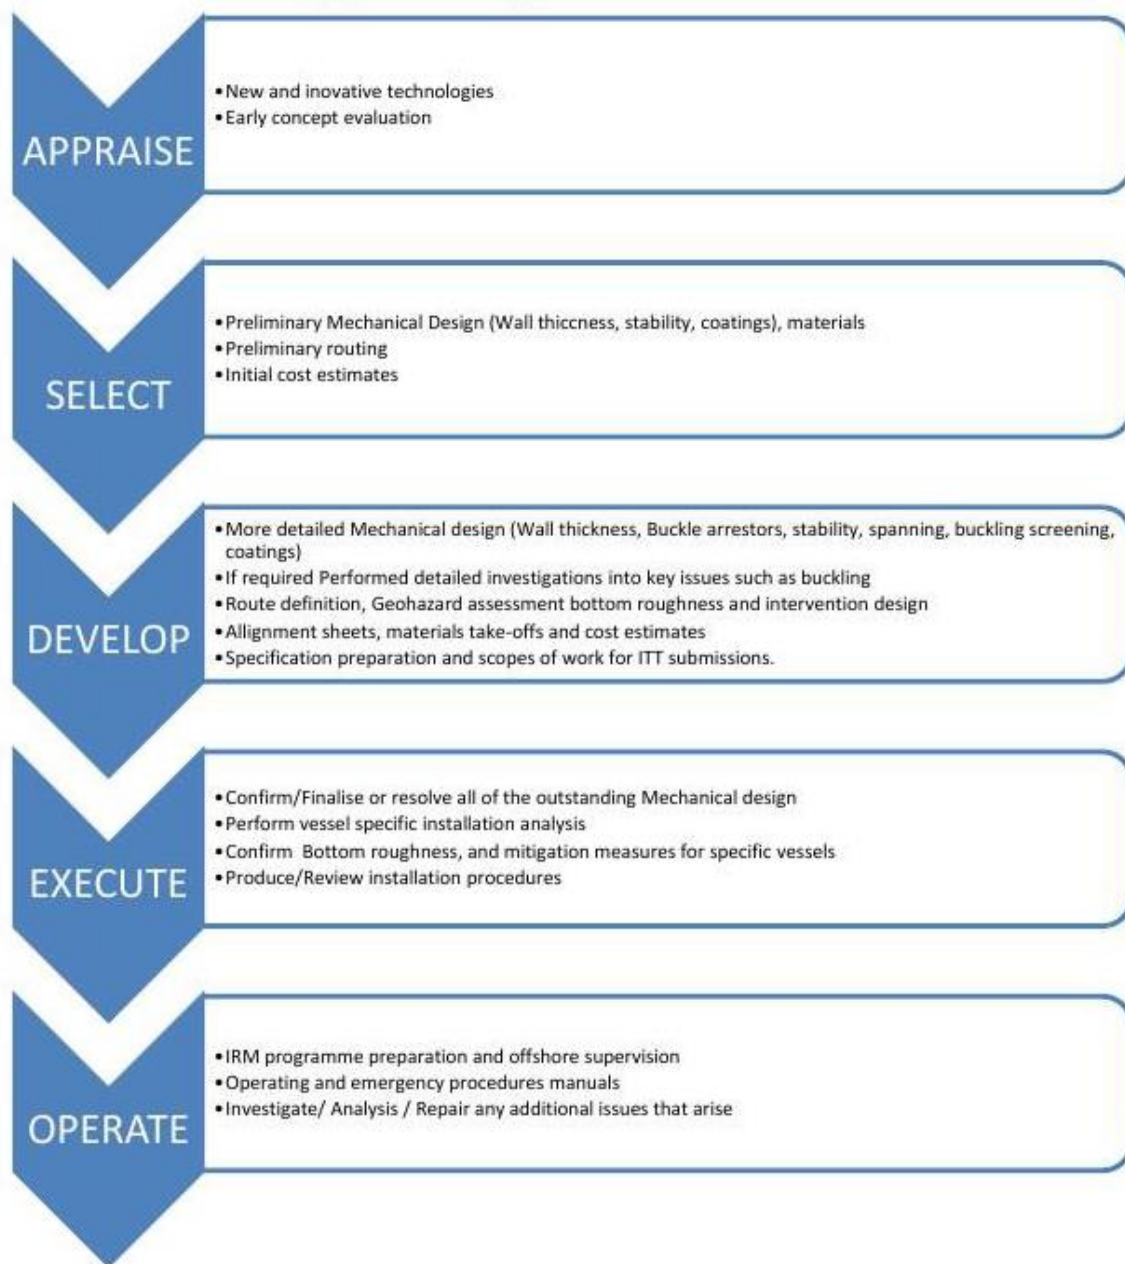 APPRAISE
•New and inovative technologies
•Early concept evaluation
SELECT
•Preliminary Mechanical Design (Wall thiccness, stability, coatings), materials
•Preliminary routing
•Initial cost estimates
DEVELOP
•More detailed Mechanical design (Wall thickness, Buckle arrestors, stability, spanning, buckling screening,
coatings)
•If required Performed detailed investigations into key issues such as buckling
•Route definition, Geohazard assessment bottom roughness and intervention design
•Allignment sheets, materials take-offs and cost estimates
•Specification preparation and scopes of work for ITT submissions.
EXECUTE
•Confirm/Finalise or resolve all of the outstanding Mechanical design
•Perform vessel specific installation analysis
•Confirm Bottom roughness, and mitigation measures for specific vessels
•Produce/Review installation procedures
OPERATE
•IRM programme preparation and offshore supervision
•Operating and emergency procedures manuals
•Investigate/ Analysis / Repair any additional issues that arise